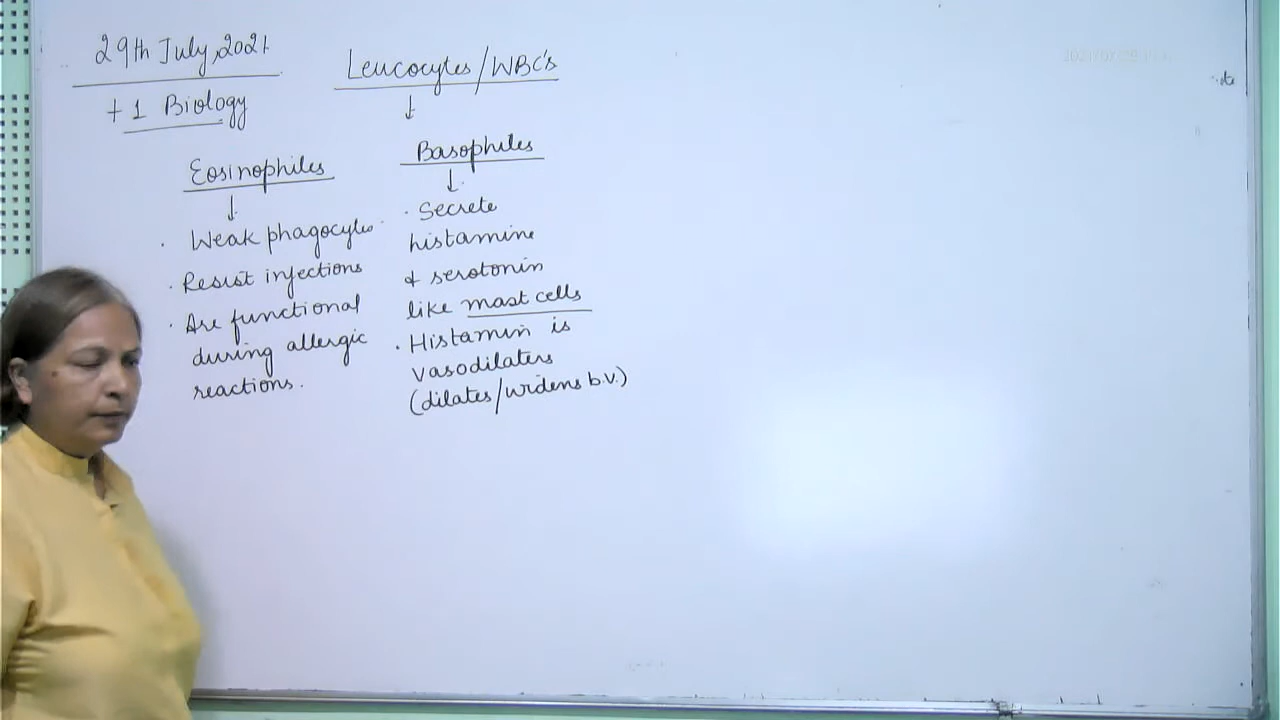 29th July, 2021.
+1 Biology
Leucocytes/WBC's
Eosinophiles
. Weak phagocytes
. Resist injections
. Are functional
during allergic
reactions.
Basophiles
. Secrete
histamine
& serotonin
like mast cells
. Histamin is
vasodilaters
(dilates/widens b.v.)